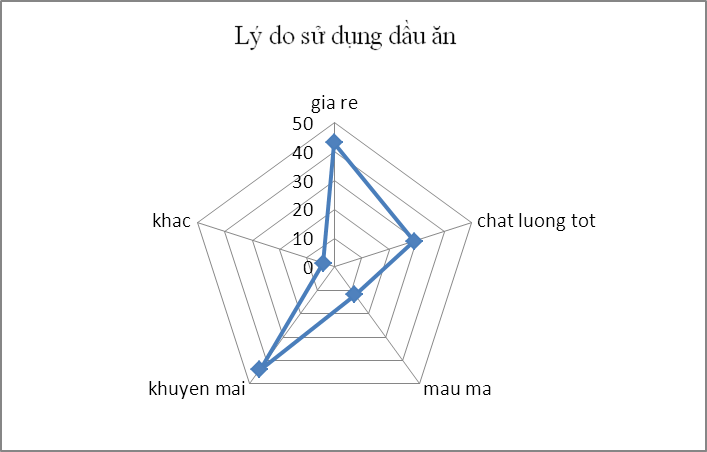 Lý do sử dụng dầu ăn
gia re
50
40
30
20
10
0
khac
chat luong tot
khuyen mai
mau ma